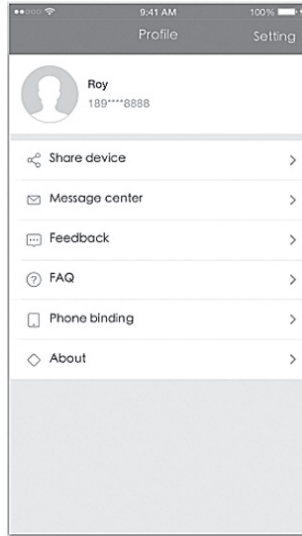 9:41 AM
100%
Profile
Setting
Roy
189****8888
Share device
Message center
Feedback
FAQ
Phone binding
About